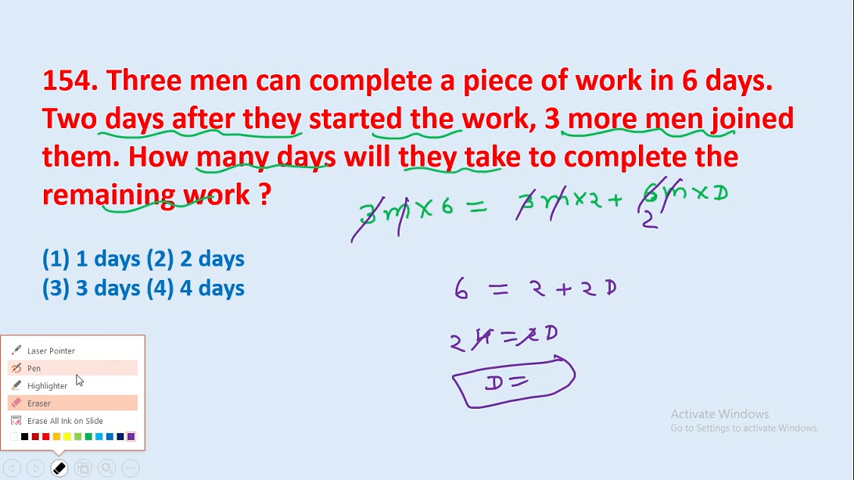 154. Three men can complete a piece of work in 6 days.
Two days after they started the work, 3 more men joined
them. How many days will they take to complete the
remaining work ?
3m × 6 = 3m × 2 + 6m × D
2
(1) 1 days (2) 2 days
(3) 3 days (4) 4 days
6 = 2 + 2D
2 4 = 2D
D =
Laser Pointer
Pen
Highlighter
Eraser
Erase All Ink on Slide
Activate Windows
Go to Settings to activate Windows.